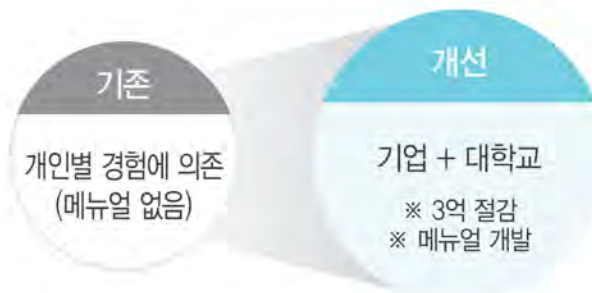 기존
개인별 경험에 의존
(메뉴얼 없음)
개선
기업 + 대학교
※ 3억 절감
※ 메뉴얼 개발